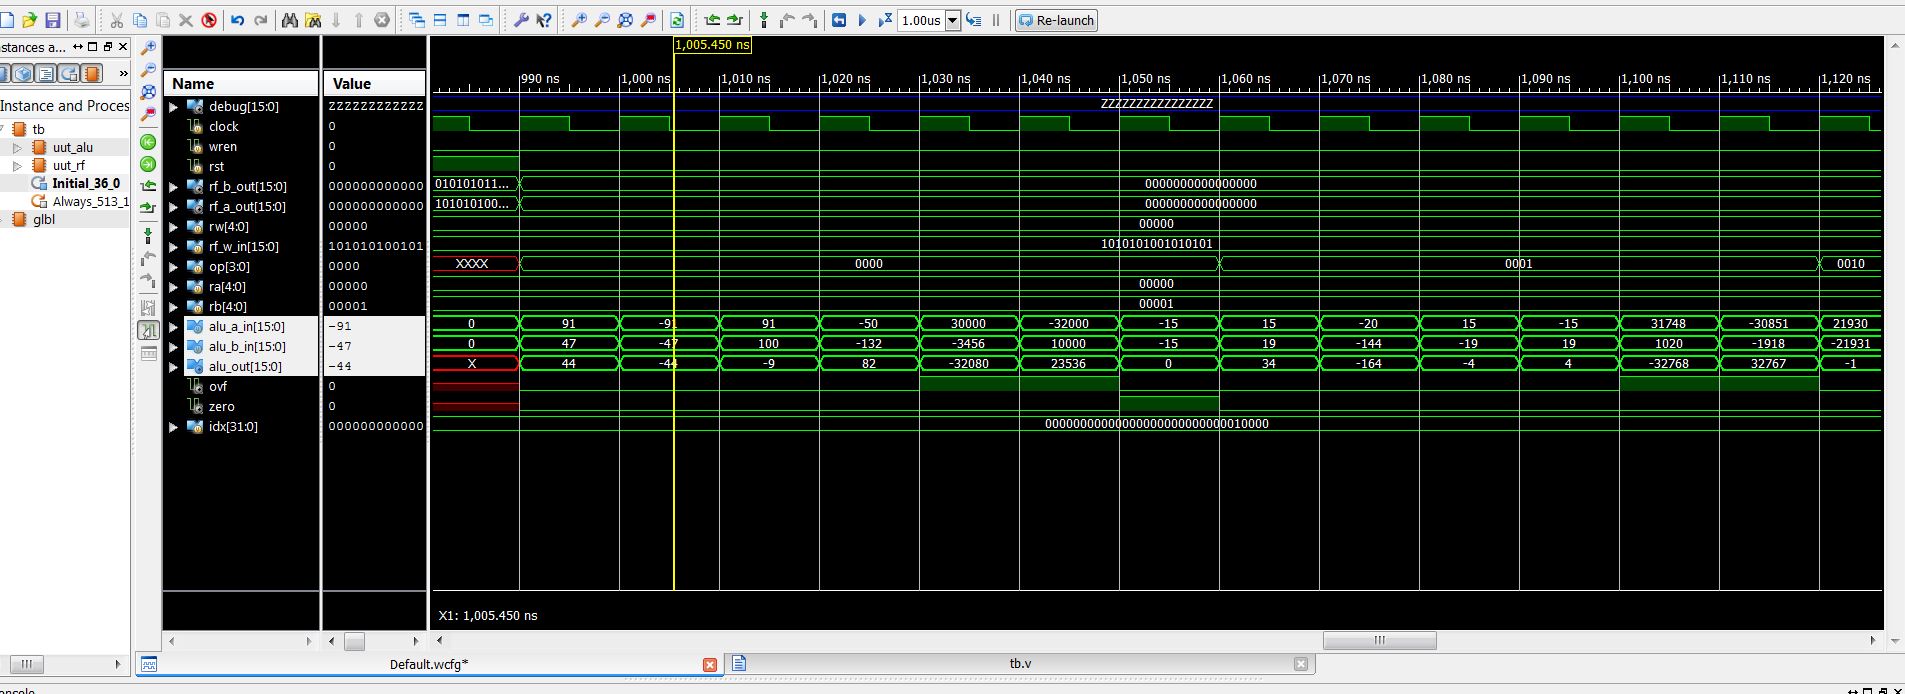 1.00us
Re-launch
1,005.450 ns
nstances a...
Name
Value
990 ns
1,000 ns
1,010 ns
1,020 ns
1,030 ns
1,040 ns
1,050 ns
1,060 ns
1,070 ns
1,080 ns
1,090 ns
1,100 ns
1,110 ns
1,120 ns
Instance and Proces
tb
uut_alu
uut_rf
Initial_36_0
Always_513_1
glbl
debug[15:0] ZZZZZZZZZZZZ ZZZZZZZZZZZZZZZZ
clock 0
wren 0
rst 0
rf_b_out[15:0] 000000000000 010101011... 0000000000000000
rf_a_out[15:0] 000000000000 101010100... 0000000000000000
rw[4:0] 00000 00000
rf_w_in[15:0] 101010100101 1010101001010101
op[3:0] 0000 XXXX 0000 0001 0010
ra[4:0] 00000 00000
rb[4:0] 00001 00001
alu_a_in[15:0] -91 0 91 -91 91 -50 30000 -32000 -15 15 -20 15 -15 31748 -30851 21930
alu_b_in[15:0] -47 0 47 -47 100 -132 -3456 10000 -15 19 -144 -19 19 1020 -1918 -21931
alu_out[15:0] -44 X 44 -44 -9 82 -32080 23536 0 34 -164 -4 4 -32768 32767 -1
ovf 0
zero 0
idx[31:0] 000000000000 00000000000000000000000000010000
X1: 1,005.450 ns
Default.wcfg*
tb.v
onsole